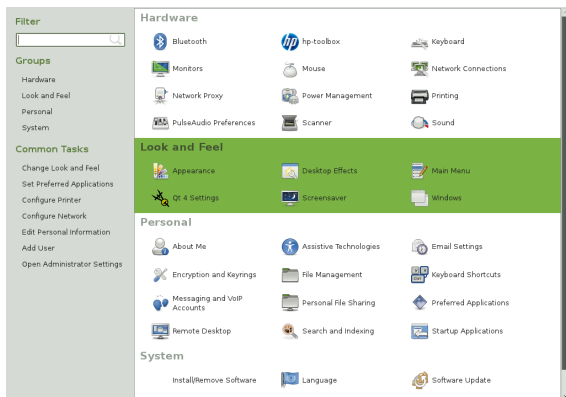 Filter
Groups
Hardware
Look and Feel
Personal
System
Common Tasks
Change Look and Feel
Set Preferred Applications
Configure Printer
Configure Network
Edit Personal Information
Add User
Open Administrator Settings
Hardware
Bluetooth
hp-toolbox
Keyboard
Monitors
Mouse
Network Connections
Network Proxy
Power Management
Printing
PulseAudio Preferences
Scanner
Sound
Look and Feel
Appearance
Desktop Effects
Main Menu
Qt 4 Settings
Screensaver
Windows
Personal
About Me
Assistive Technologies
Email Settings
Encryption and Keyrings
File Management
Keyboard Shortcuts
Messaging and VoIP
Accounts
Personal File Sharing
Preferred Applications
Remote Desktop
Search and Indexing
Startup Applications
System
Install/Remove Software
Language
Software Update